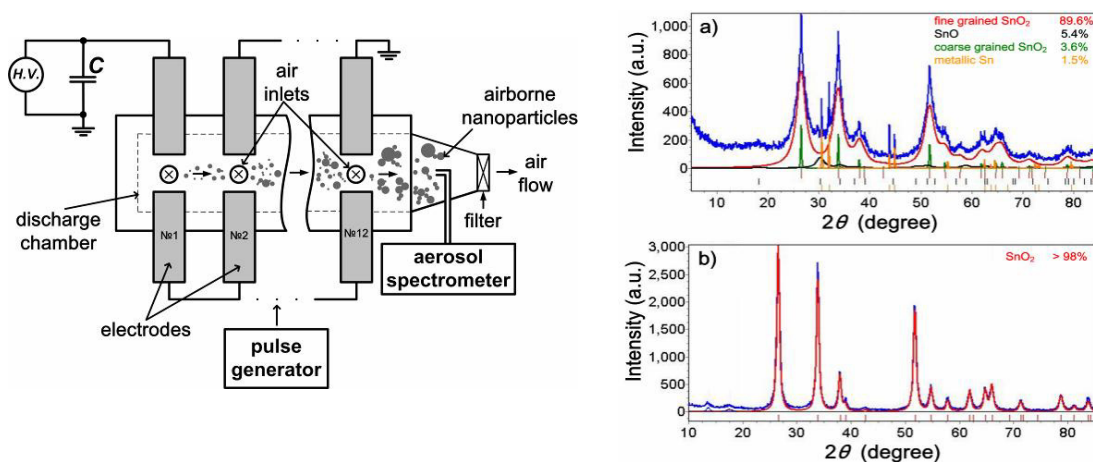 H.V.
C
air
inlets
airborne
nanoparticles
air
flow
discharge
chamber
filter
№1
№2
№12
aerosol
spectrometer
electrodes
pulse
generator
a)
fine grained SnO₂ 89.6%
SnO 5.4%
coarse grained SnO₂ 3.6%
metallic Sn 1.5%
Intensity (a.u.)
1,000
800
600
400
200
0
10 20 30 40 50 60 70 80
2θ (degree)
b)
SnO₂ > 98%
Intensity (a.u.)
3,000
2,500
2,000
1,500
1,000
500
0
10 20 30 40 50 60 70 80
2θ (degree)